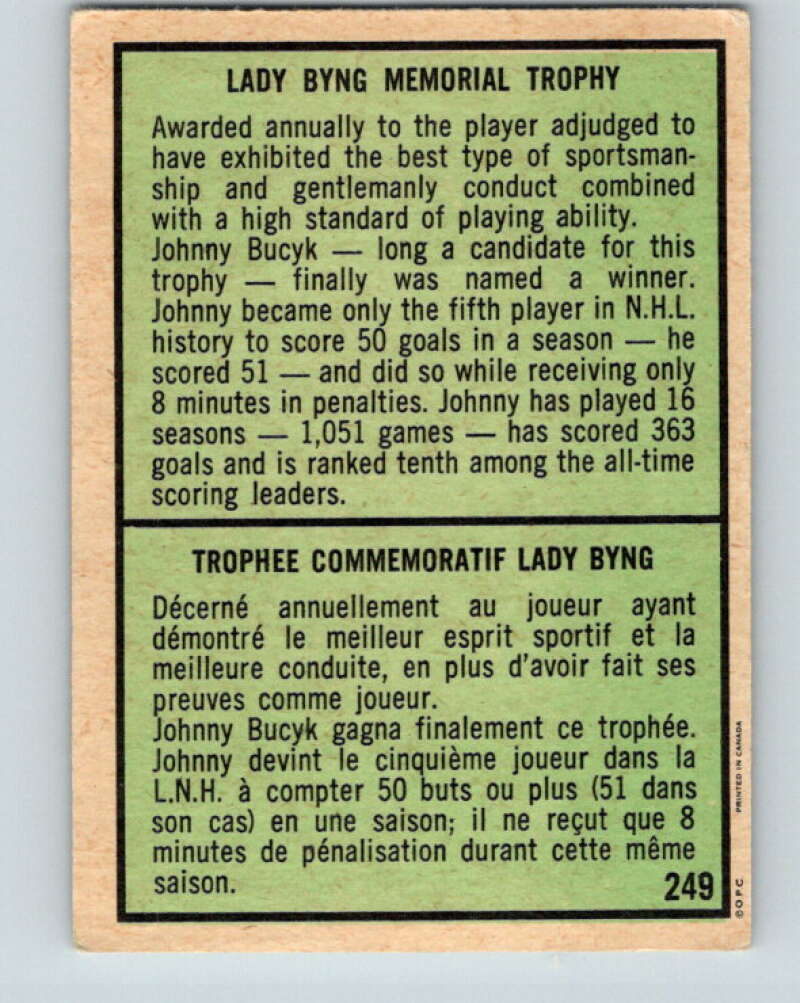 LADY BYNG MEMORIAL TROPHY
Awarded annually to the player adjudged to
have exhibited the best type of sportsman-
ship and gentlemanly conduct combined
with a high standard of playing ability.
Johnny Bucyk — long a candidate for this
trophy — finally was named a winner.
Johnny became only the fifth player in N.H.L.
history to score 50 goals in a season — he
scored 51 — and did so while receiving only
8 minutes in penalties. Johnny has played 16
seasons — 1,051 games — has scored 363
goals and is ranked tenth among the all-time
scoring leaders.
TROPHEE COMMEMORATIF LADY BYNG
Décerné annuellement au joueur ayant
démontré le meilleur esprit sportif et la
meilleure conduite, en plus d'avoir fait ses
preuves comme joueur.
Johnny Bucyk gagna finalement ce trophée.
Johnny devint le cinquième joueur dans la
L.N.H. à compter 50 buts ou plus (51 dans
son cas) en une saison; il ne reçut que 8
minutes de pénalisation durant cette même
saison.
249
© O.P.C.
PRINTED IN CANADA